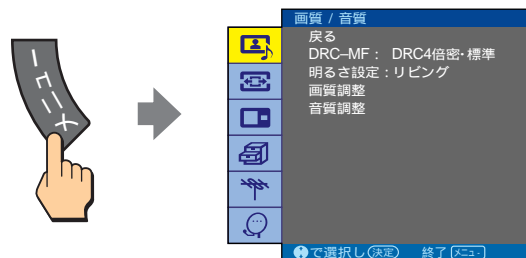 メニュー
画質 / 音質
戻る
DRC–MF： DRC4倍密・標準
明るさ設定：リビング
画質調整
音質調整
で選択し 決定 終了 メニュー